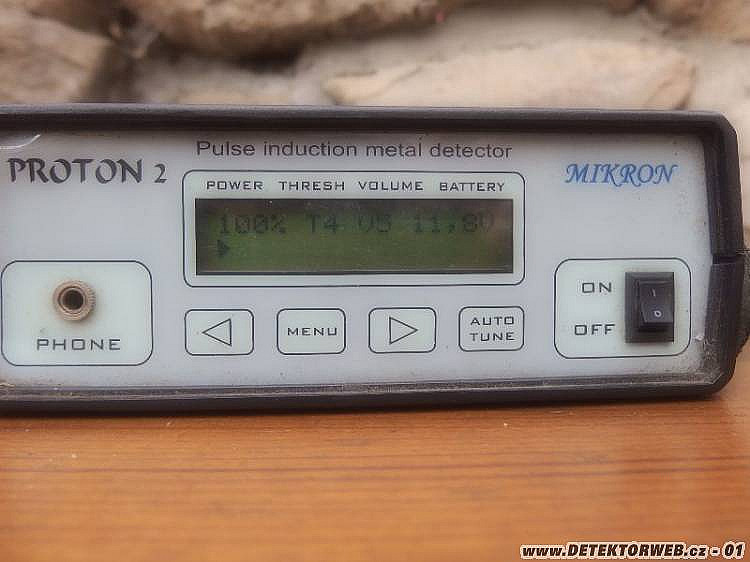 Pulse induction metal detector
PROTON 2
MIKRON
POWER THRESH VOLUME BATTERY
100% T4 V5 11,8V
PHONE
MENU
AUTO
TUNE
ON
OFF
www.DETEKTORWEB.cz - 01